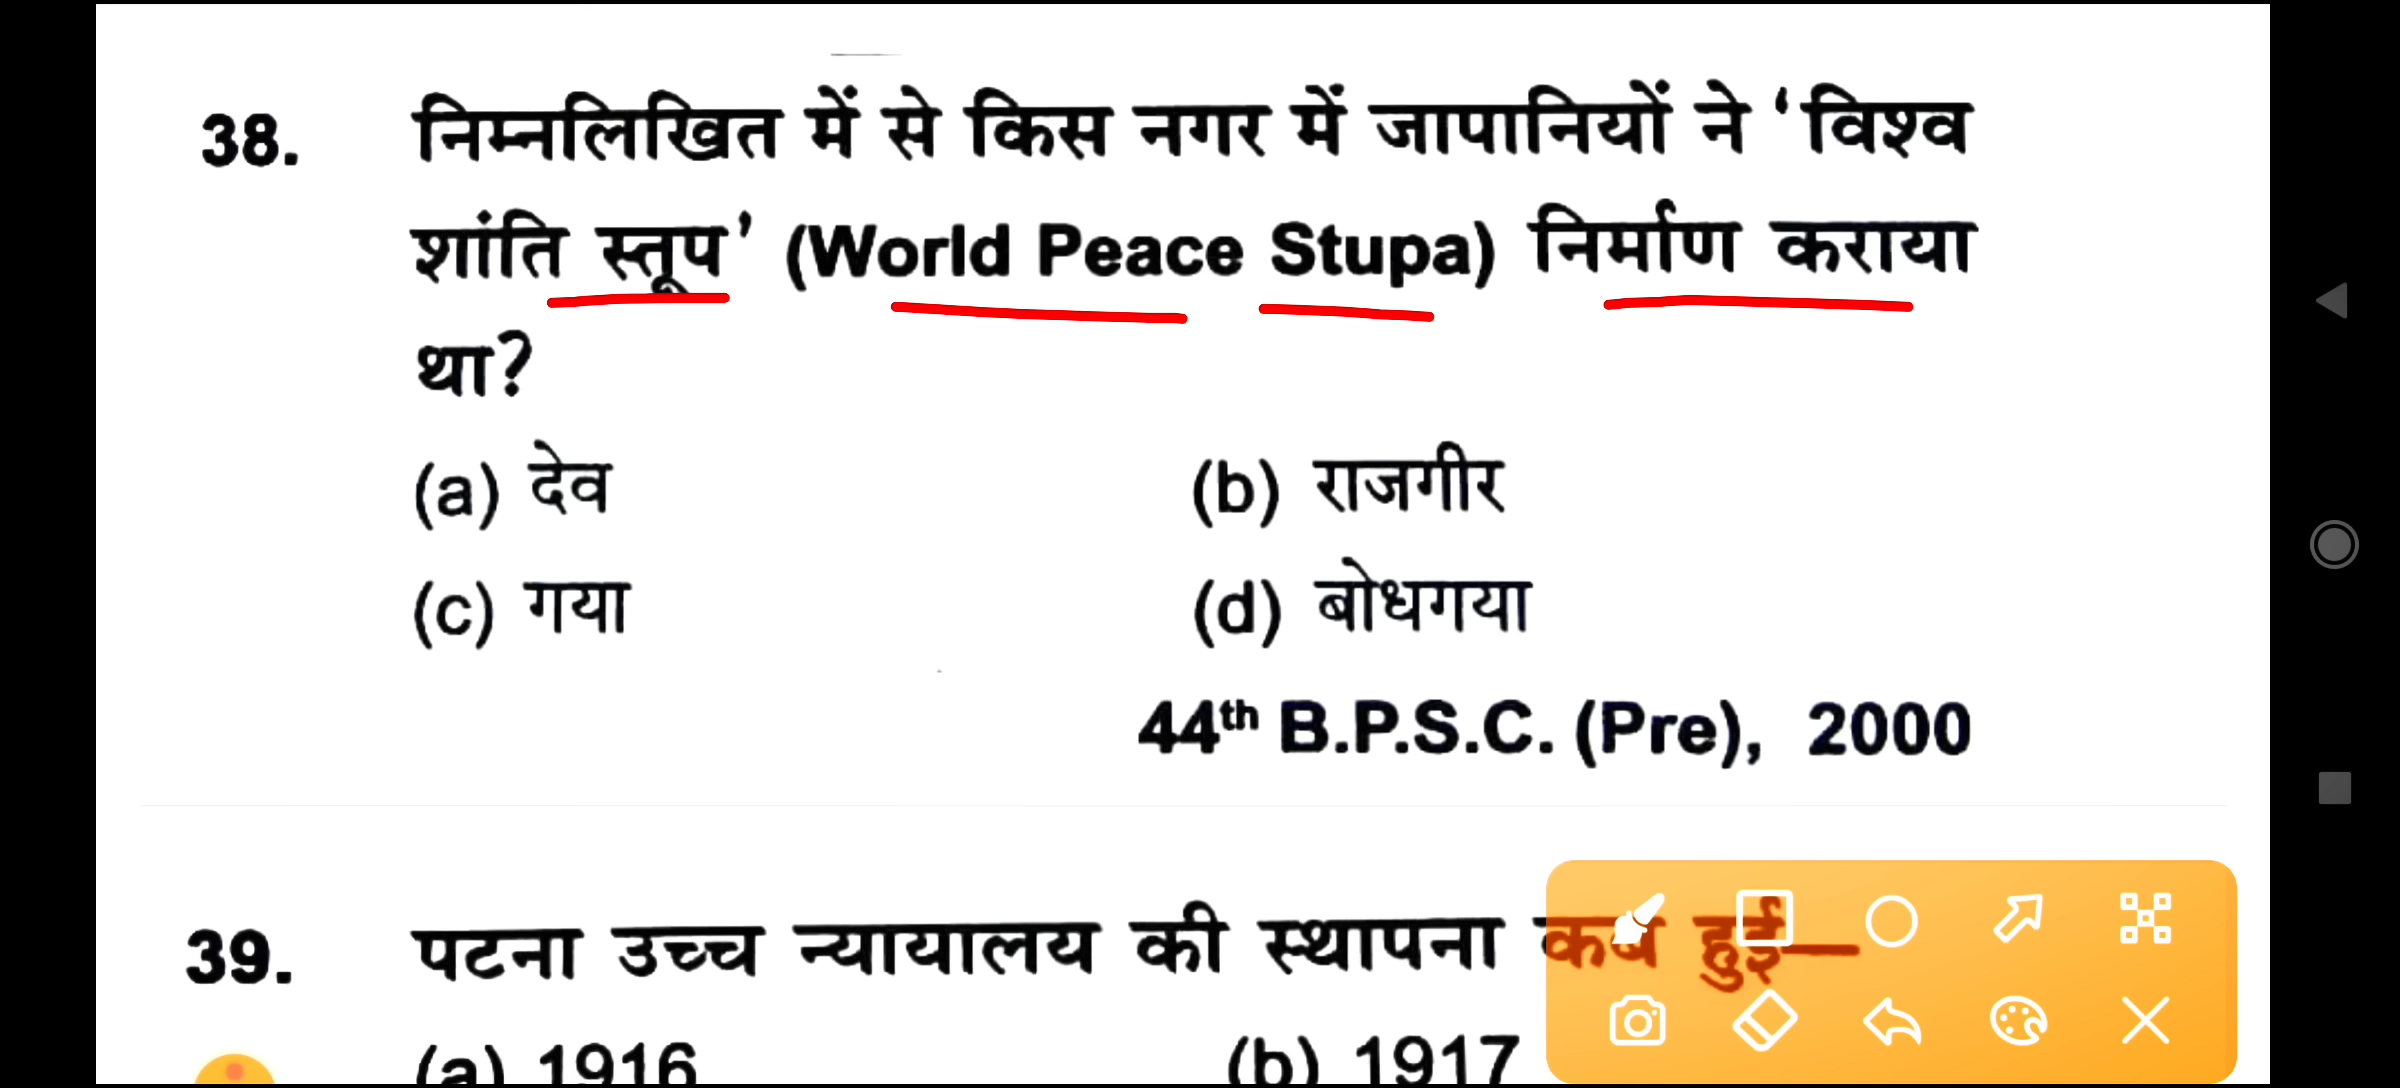 38. निम्नलिखित में से किस नगर में जापानियों ने ‘विश्व
शांति स्तूप’ (World Peace Stupa) निर्माण कराया
था?
(a) देव (b) राजगीर
(c) गया (d) बोधगया
44th B.P.S.C. (Pre), 2000
39. पटना उच्च न्यायालय की स्थापना कब हुई—
(a) 1916 (b) 1917